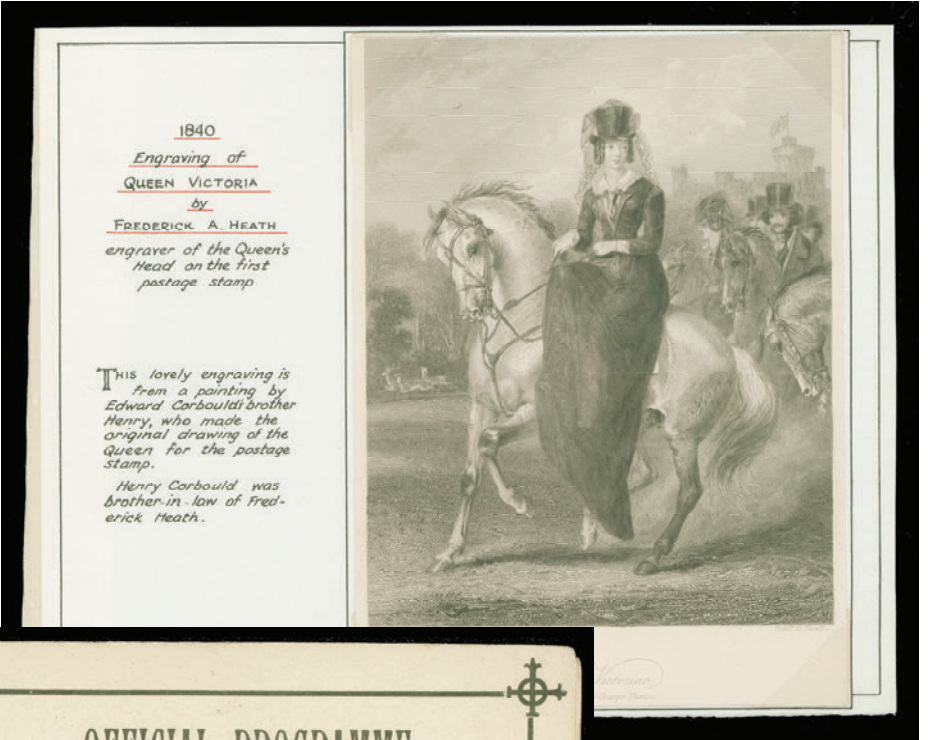 1840
Engraving of
QUEEN VICTORIA
by
FREDERICK A. HEATH
engraver of the Queen's
Head on the first
postage stamp
THIS lovely engraving is
from a painting by
Edward Corbould; brother
Henry, who made the
original drawing of the
Queen for the postage
stamp.
Henry Corbould was
brother-in-law of Fred-
erick Heath.
OFFICIAL PROGRAMME